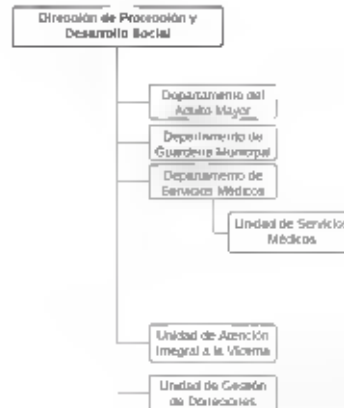 Dirección de Protección y
Desarrollo Social
Departamento del
Adulto Mayor
Departamento de
Guardería Municipal
Departamento de
Servicios Médicos
Unidad de Servicios
Médicos
Unidad de Atención
Integral a la Víctima
Unidad de Gestión
de Donaciones